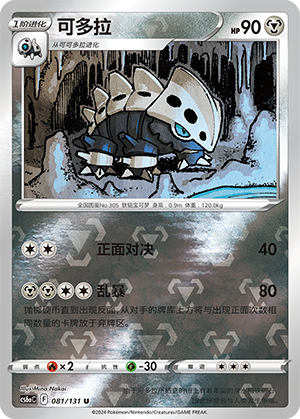 1阶进化
可多拉
HP90
从可可多拉进化
全国图鉴No.305 铁铠宝可梦 身高：0.9m 体重：120.0kg
正面对决 40
乱暴 80
抛掷硬币直到出现反面，从对手的牌库上方将与出现正面次数相
同数量的卡牌放于弃牌区。
弱点 ×2 抵抗力 -30 撤退
Illus. Mina Nakai
CS6aC F 081/131 U
©2024 Pokémon/Nintendo/Creatures/GAME FREAK.